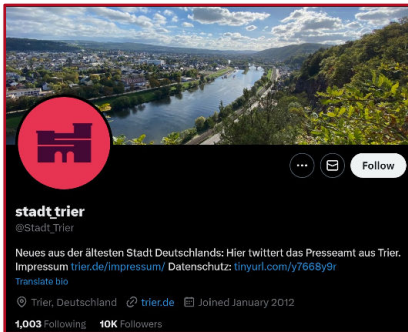 Follow
stadt_trier
@Stadt_Trier
Neues aus der ältesten Stadt Deutschlands: Hier twittert das Presseamt aus Trier.
Impressum trier.de/impressum/ Datenschutz: tinyurl.com/y7668y9r
Translate bio
Trier, Deutschland trier.de Joined January 2012
1,003 Following 10K Followers